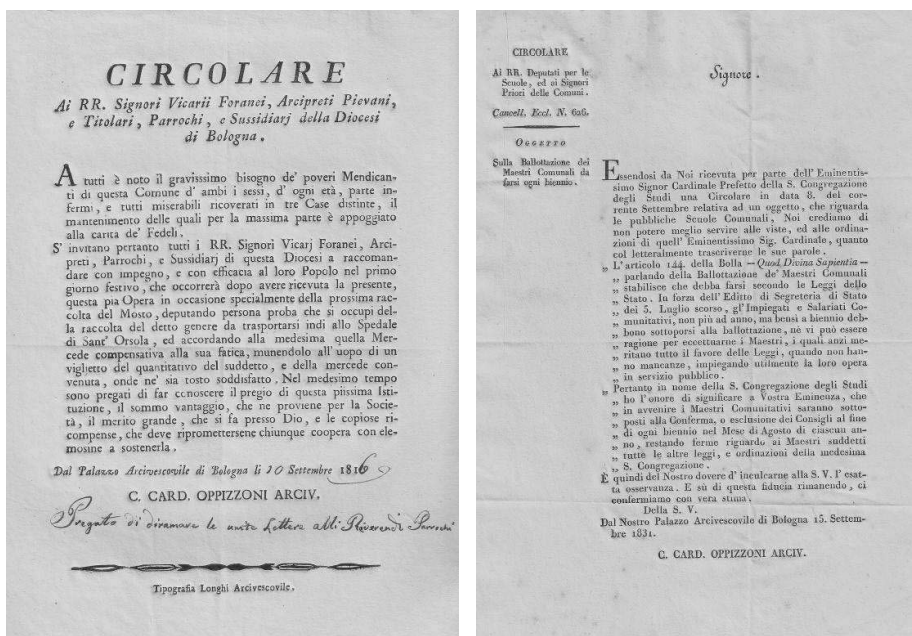 CIRCOLARE
Ai RR. Signori Vicarii Foranei, Arcipreti Pievani,
e Titolari, Parrochi, e Sussidiarj della Diocesi
di Bologna.
A tutti è noto il gravissimo bisogno de' poveri Mendican-
ti di questa Comune d' ambi i sessi, d' ogni età, parte in-
fermi, e tutti miserabili ricoverati in tre Case distinte, il
mantenimento delle quali per la massima parte è appoggiato
alla carità de' Fedeli.
S' invitano pertanto tutti i RR. Signori Vicarj Foranei, Arci-
preti, Parrochi, e Sussidiarj di questa Diocesi a raccoman-
dare con impegno, e con efficacia al loro Popolo nel primo
giorno festivo, che occorrerà dopo avere ricevuta la presente,
questa pia Opera in occasione specialmente della prossima rac-
colta del Mosto, deputando persona proba che si occupi del-
la raccolta del detto genere da trasportarsi indi allo Spedale
di Sant' Orsola, ed accordando alla medesima quella Mer-
cede compensativa alla sua fatica, munendolo all' uopo di un
viglietto del quantitativo del suddetto, e della mercede con-
venuta, onde ne' sia tosto soddisfatto. Nel medesimo tempo
sono pregati di far conoscere il pregio di questa piissima Isti-
tuzione, il sommo vantaggio, che ne proviene per la Socie-
tà, il merito grande, che si fa presso Dio, e le copiose ri-
compense, che deve ripromettersene chiunque coopera con ele-
mosine a sostenerla.
Dal Palazzo Arcivescovile di Bologna li 10 Settembre 1816
C. CARD. OPPIZZONI ARCIV.
Pregato di diramare le unite Lettere alli Reverendi Parrochi
Tipografia Longhi Arcivescovile.
CIRCOLARE
Ai RR. Deputati per le
Scuole, ed ai Signori
Priori delle Comuni.
Cancell. Eccl. N. 626.
OGGETTO
Sulla Ballottazione dei
Maestri Comunali da
farsi ogni biennio.
Signore.
Essendosi da Noi ricevuta per parte dell' Eminentis-
simo Signor Cardinale Prefetto della S. Congregazione
degli Studi una Circolare in data 8. del cor-
rente Settembre relativa ad un oggetto, che riguarda
le pubbliche Scuole Comunali, Noi crediamo di
non potere meglio servire alle viste, ed alle ordina-
zioni di quell' Eminentissimo Sig. Cardinale, quanto
col letteralmente trascriverne le sue parole.
„ L' articolo 144. della Bolla — Quod Divina Sapientia —
„ parlando della Ballottazione de' Maestri Comunali
„ stabilisce che debba farsi secondo le Leggi dello
„ Stato. In forza dell' Editto di Segreteria di Stato
„ dei 5. Luglio scorso, gl' Impiegati e Salariati Co-
„ munitativi, non più ad anno, ma bensì a biennio deb-
„ bono sottoporsi alla ballottazione, nè vi può essere
„ ragione per eccettuarne i Maestri, i quali anzi me-
„ ritano tutto il favore delle Leggi, quando non han-
„ no mancanze, impiegando utilmente la loro opera
„ in servizio pubblico.
„ Pertanto in nome della S. Congregazione degli Studi
„ ho l' onore di significare a Vostra Eminenza, che
„ in avvenire i Maestri Comunitativi saranno sotto-
„ posti alla Conferma, o esclusione dei Consigli al fine
„ di ogni biennio nel Mese di Agosto di ciascun an-
„ no, restando ferme riguardo ai Maestri suddetti
„ tutte le altre leggi, e ordinazioni della medesima
„ S. Congregazione.
È quindi del Nostro dovere d' inculcarne alla S. V. l' esat-
ta osservanza. E sù di questa fiducia rimanendo, ci
confermiamo con vera stima.
Della S. V.
Dal Nostro Palazzo Arcivescovile di Bologna 15. Settem-
bre 1831.
C. CARD. OPPIZZONI ARCIV.